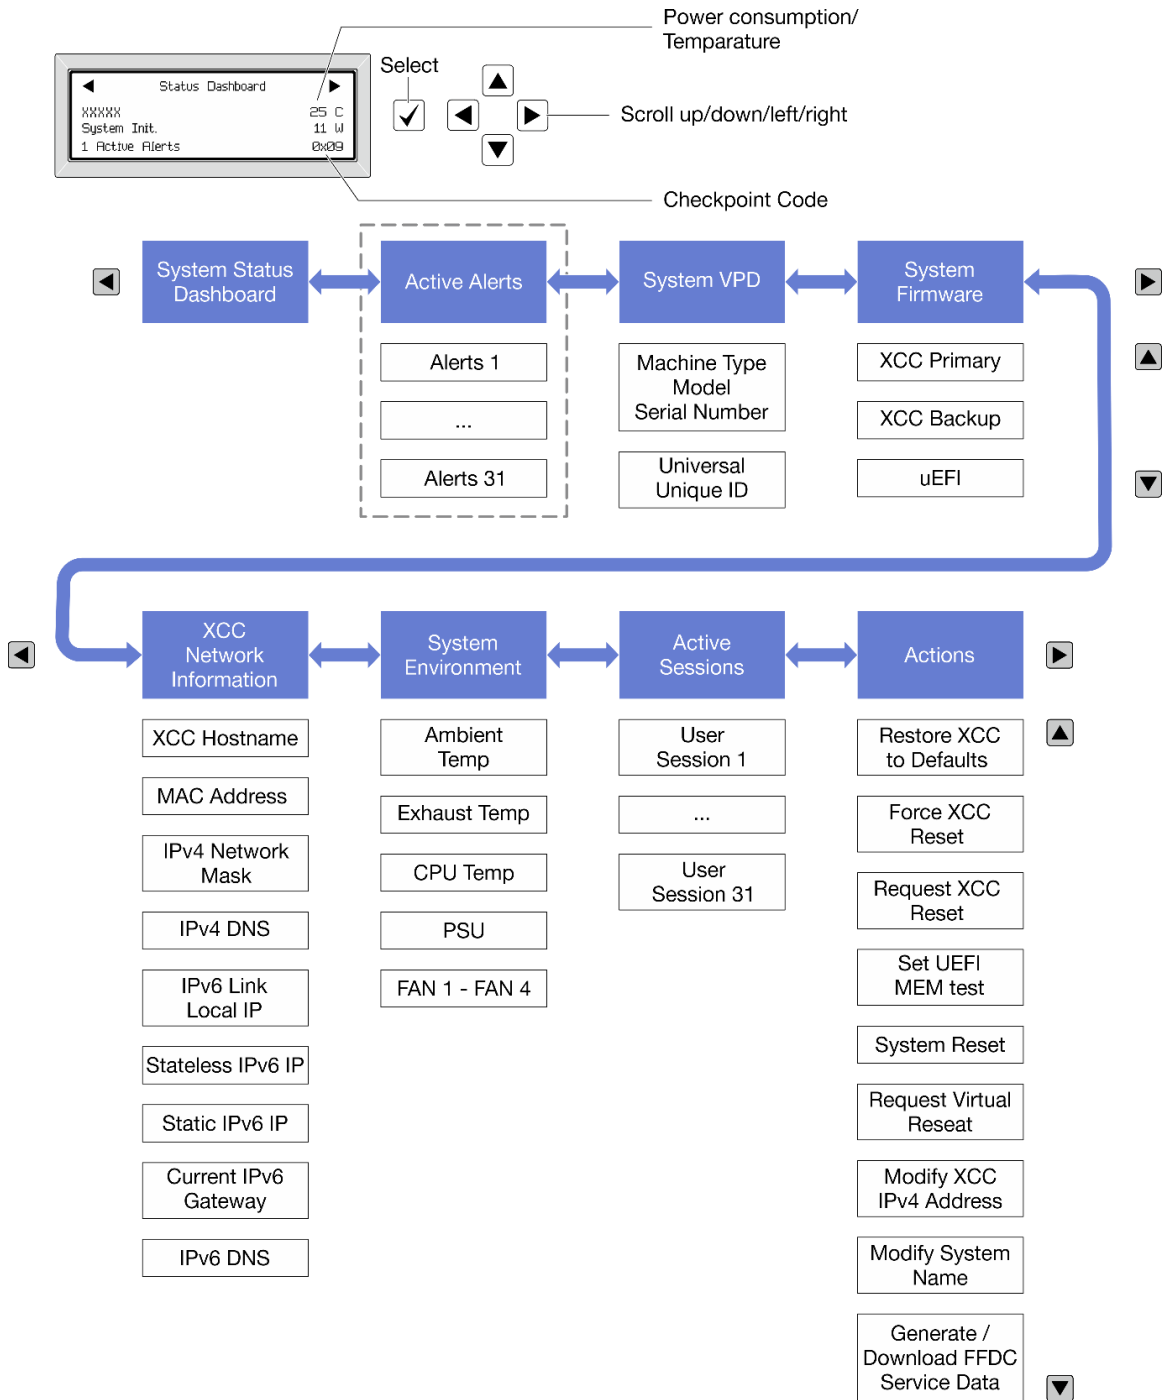 Power consumption/
Temparature
Select
Status Dashboard
XXXXX 25 C
System Init. 11 W
1 Active Alerts 0x09
Scroll up/down/left/right
Checkpoint Code
System Status
Dashboard
Active Alerts
System VPD
System
Firmware
Alerts 1
...
Alerts 31
Machine Type
Model
Serial Number
Universal
Unique ID
XCC Primary
XCC Backup
uEFI
XCC
Network
Information
System
Environment
Active
Sessions
Actions
XCC Hostname
MAC Address
IPv4 Network
Mask
IPv4 DNS
IPv6 Link
Local IP
Stateless IPv6 IP
Static IPv6 IP
Current IPv6
Gateway
IPv6 DNS
Ambient
Temp
Exhaust Temp
CPU Temp
PSU
FAN 1 - FAN 4
User
Session 1
...
User
Session 31
Restore XCC
to Defaults
Force XCC
Reset
Request XCC
Reset
Set UEFI
MEM test
System Reset
Request Virtual
Reseat
Modify XCC
IPv4 Address
Modify System
Name
Generate /
Download FFDC
Service Data